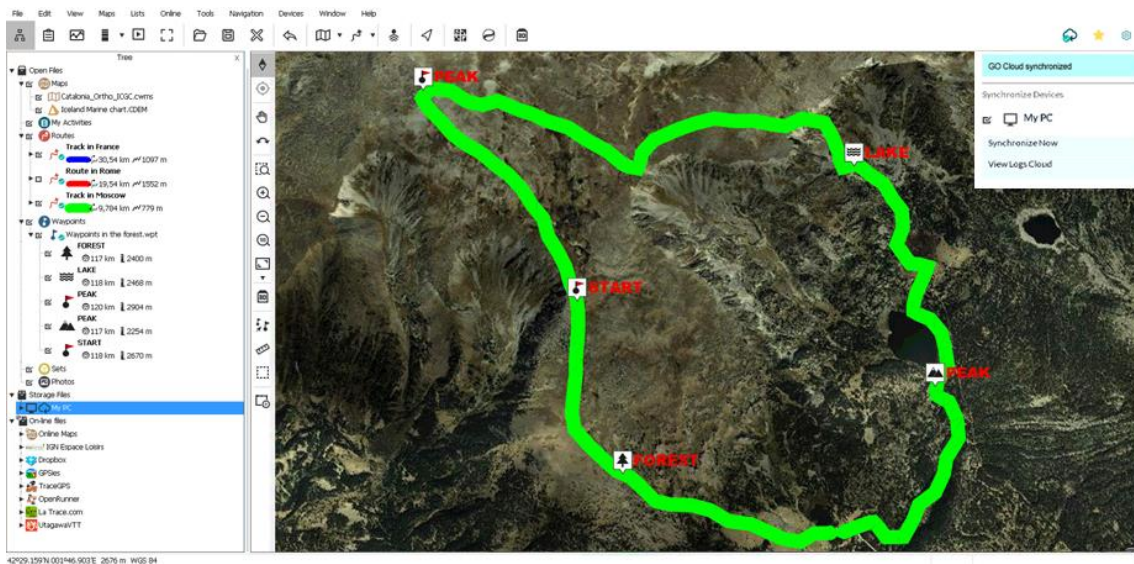 File Edit View Maps Lists Online Tools Navigation Devices Window Help
Tree X
Open Files
Maps
Catalonia_Ortho_ICGC.cwms
Iceland Marine chart.CDEM
My Activities
Routes
Track in France
30,54 km 1097 m
Route in Rome
19,54 km 1552 m
Track in Moscow
9,784 km 779 m
Waypoints
Waypoints in the forest.wpt
FOREST
117 km 2400 m
LAKE
118 km 2468 m
PEAK
120 km 2904 m
PEAK
117 km 2254 m
START
118 km 2670 m
Sets
Photos
Storage Files
My PC
On-line files
Online Maps
IGN Espace Loisirs
Dropbox
GPSies
TraceGPS
OpenRunner
La Trace.com
UtagawaVTT
PEAK
LAKE
START
PEAK
FOREST
GO Cloud synchronized
Synchronize Devices
My PC
Synchronize Now
View Logs Cloud
42º29.159'N 001º46.903'E 2676 m WGS 84